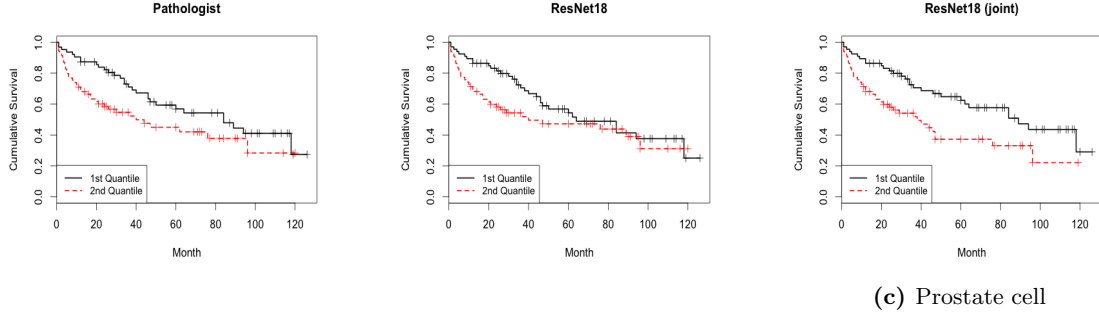 Pathologist
Cumulative Survival
1.0
0.8
0.6
0.4
0.2
0.0
1st Quantile
2nd Quantile
0 20 40 60 80 100 120
Month
ResNet18
Cumulative Survival
1.0
0.8
0.6
0.4
0.2
0.0
1st Quantile
2nd Quantile
0 20 40 60 80 100 120
Month
ResNet18 (joint)
Cumulative Survival
1.0
0.8
0.6
0.4
0.2
0.0
1st Quantile
2nd Quantile
0 20 40 60 80 100 120
Month
(c) Prostate cell